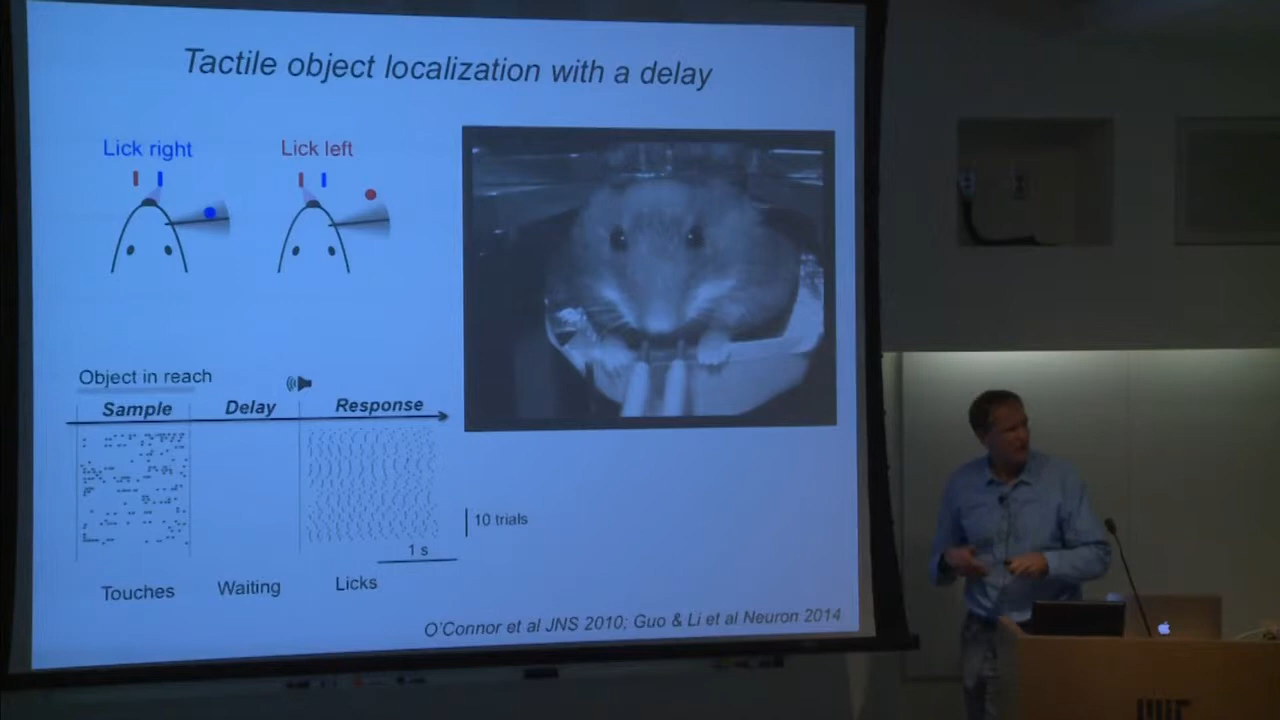 Tactile object localization with a delay
Lick right
Lick left
Object in reach
Sample
Delay
Response
10 trials
1 s
Touches
Waiting
Licks
O'Connor et al JNS 2010; Guo & Li et al Neuron 2014
MIT